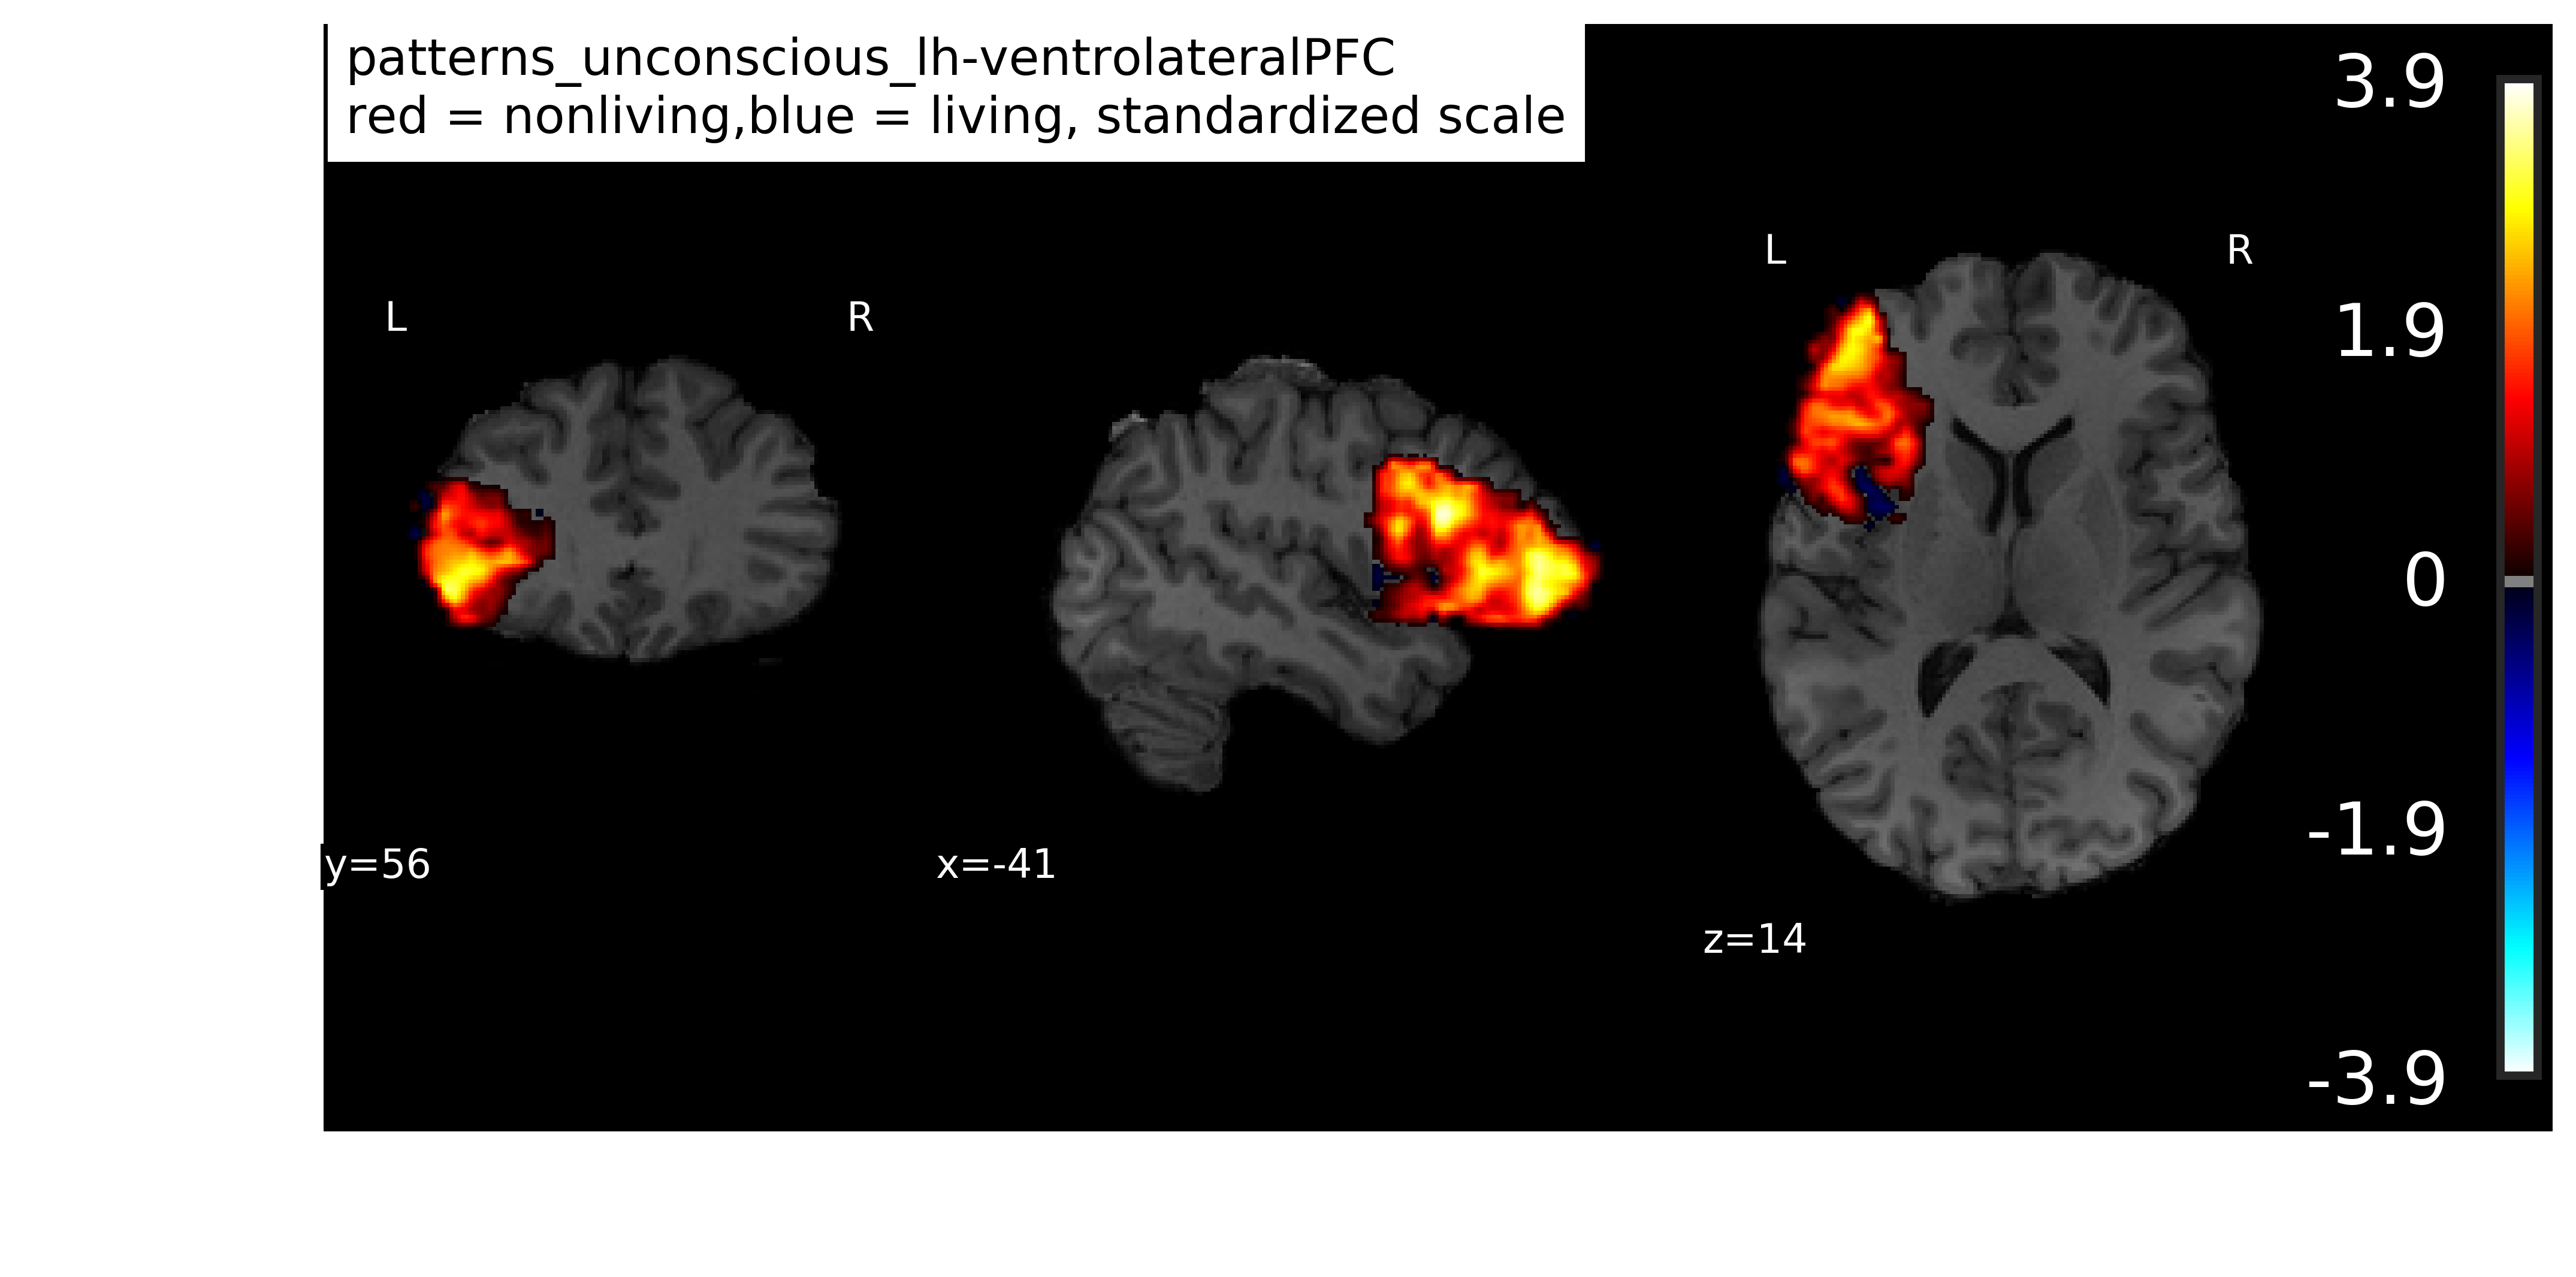 patterns_unconscious_lh-ventrolateralPFC
red = nonliving,blue = living, standardized scale
L
R
y=56
x=-41
L
R
z=14
3.9
1.9
0
-1.9
-3.9